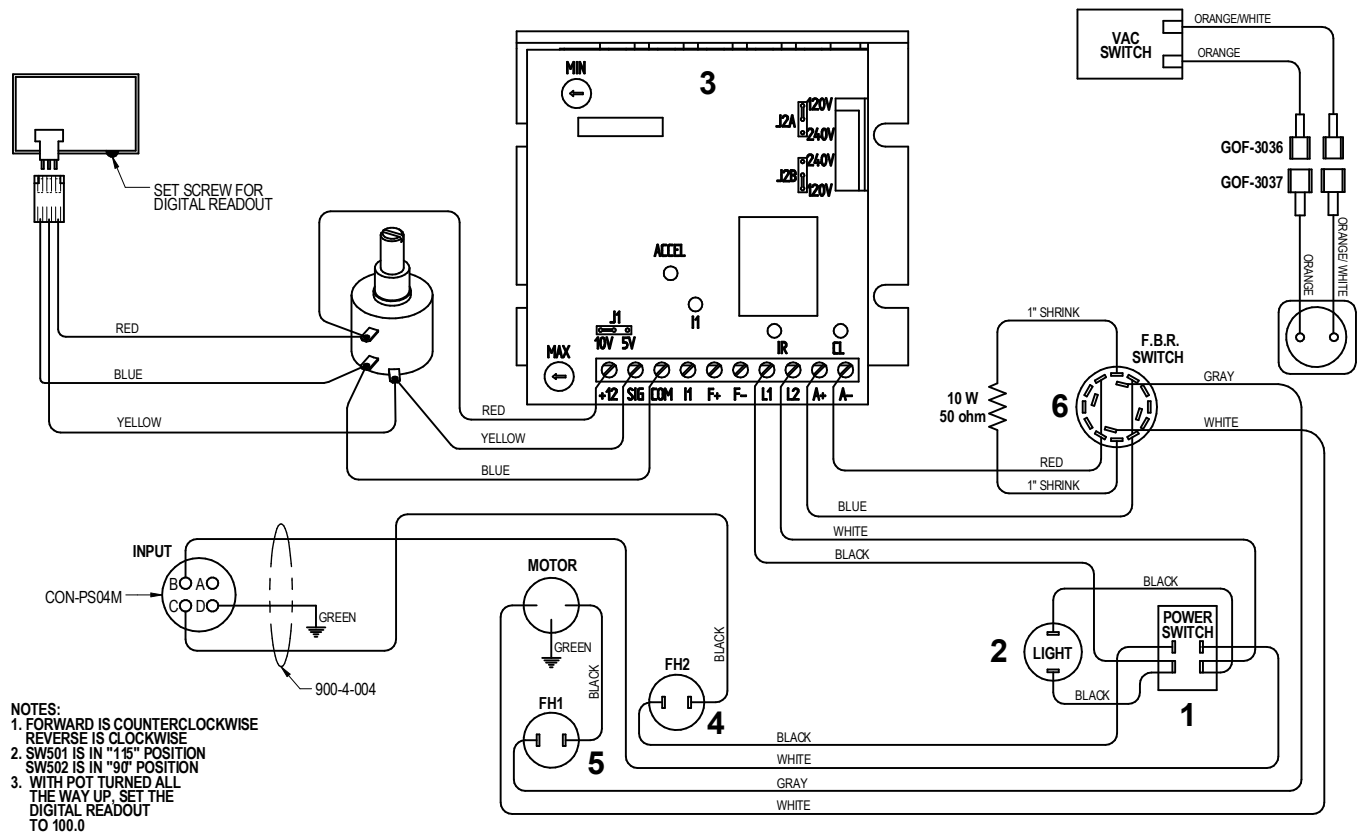 ORANGE/WHITE
VAC
SWITCH
ORANGE
MIN
3
120V
J2A
240V
240V
J2B
120V
GOF-3036
GOF-3037
SET SCREW FOR
DIGITAL READOUT
ORANGE
ORANGE/ WHITE
ACCEL
I1
J1
10V 5V
IR
CL
MAX
+12 SIG COM I1 F+ F- L1 L2 A+ A-
RED
BLUE
YELLOW
RED
YELLOW
BLUE
1" SHRINK
F.B.R.
SWITCH
GRAY
10 W
50 ohm
6
WHITE
RED
1" SHRINK
BLUE
WHITE
BLACK
INPUT
B A
C D
CON-PS04M
GREEN
900-4-004
MOTOR
GREEN
BLACK
FH1
5
FH2
4
BLACK
BLACK
2
LIGHT
BLACK
POWER
SWITCH
1
BLACK
WHITE
GRAY
WHITE
NOTES:
1. FORWARD IS COUNTERCLOCKWISE
REVERSE IS CLOCKWISE
2. SW501 IS IN "115" POSITION
SW502 IS IN "90" POSITION
3. WITH POT TURNED ALL
THE WAY UP, SET THE
DIGITAL READOUT
TO 100.0